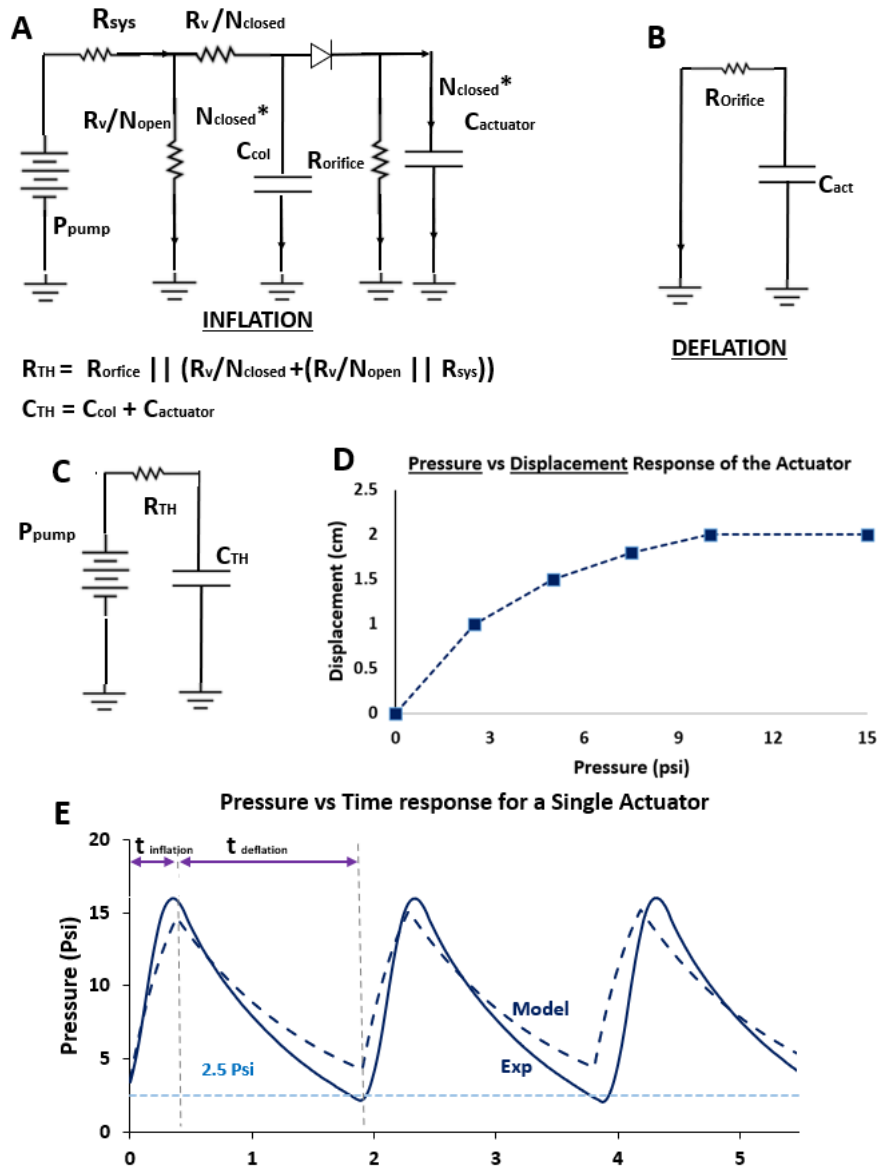 A
Rsys
Rv/Nclosed
Rv/Nopen
Nclosed*
Ccol
Rorifice
Nclosed*
Cactuator
Ppump
INFLATION
B
ROrifice
Cact
DEFLATION
RTH = Rorfice || (Rv/Nclosed +(Rv/Nopen || Rsys))
CTH = Ccol + Cactuator
C
RTH
Ppump
CTH
D
Pressure vs Displacement Response of the Actuator
Displacement (cm)
2.5
2
1.5
1
0.5
0
0 3 6 9 12 15
Pressure (psi)
E
Pressure vs Time response for a Single Actuator
Pressure (Psi)
20
15
10
5
0
t inflation
t deflation
Model
Exp
2.5 Psi
0 1 2 3 4 5